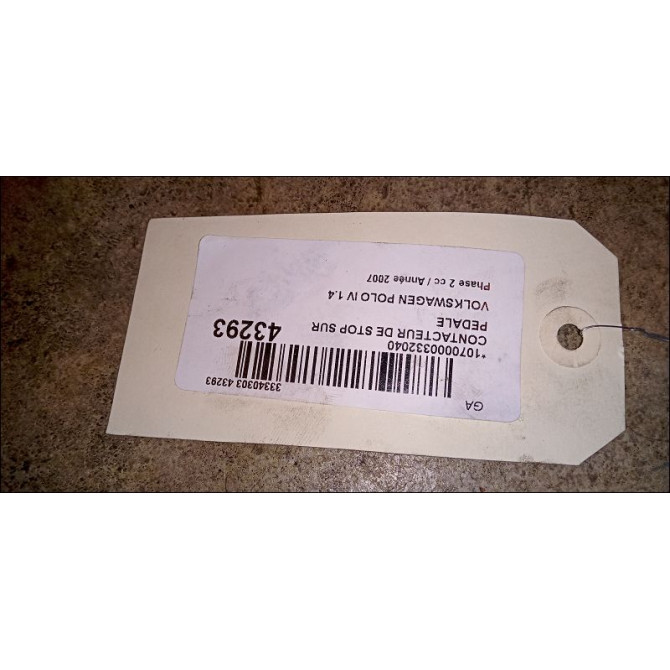 GA
33340303 43293
*1070000332040
CONTACTEUR DE STOP SUR
PEDALE
43293
VOLKSWAGEN POLO IV 1.4
Phase 2 cc / Année 2007